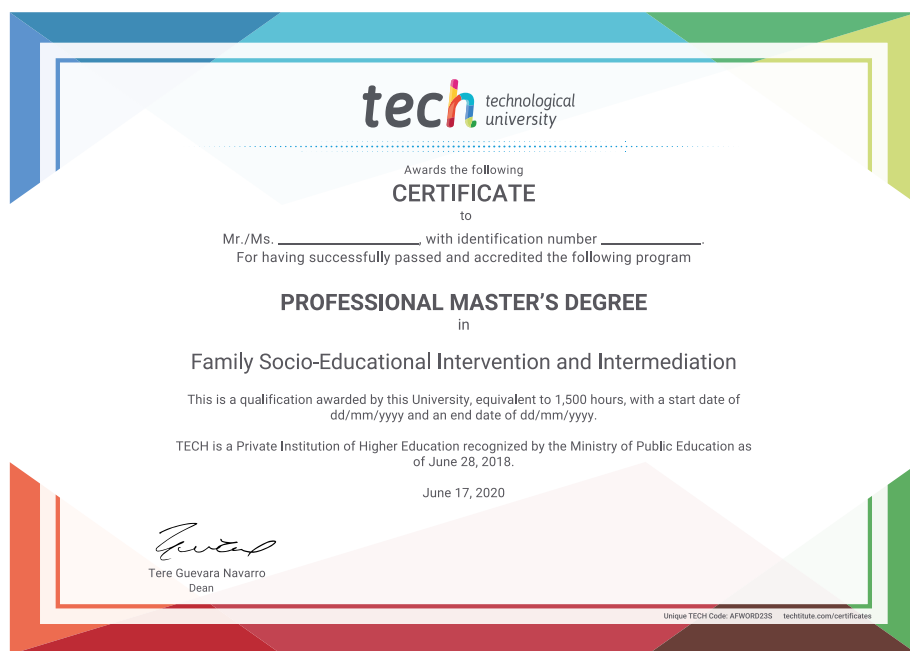 tech technological
university
Awards the following
CERTIFICATE
to
Mr./Ms. ____________________, with identification number ______________.
For having successfully passed and accredited the following program
PROFESSIONAL MASTER'S DEGREE
in
Family Socio-Educational Intervention and Intermediation
This is a qualification awarded by this University, equivalent to 1,500 hours, with a start date of
dd/mm/yyyy and an end date of dd/mm/yyyy.
TECH is a Private Institution of Higher Education recognized by the Ministry of Public Education as
of June 28, 2018.
June 17, 2020
Tere Guevara Navarro
Dean
Unique TECH Code: AFWORD23S techtitute.com/certificates